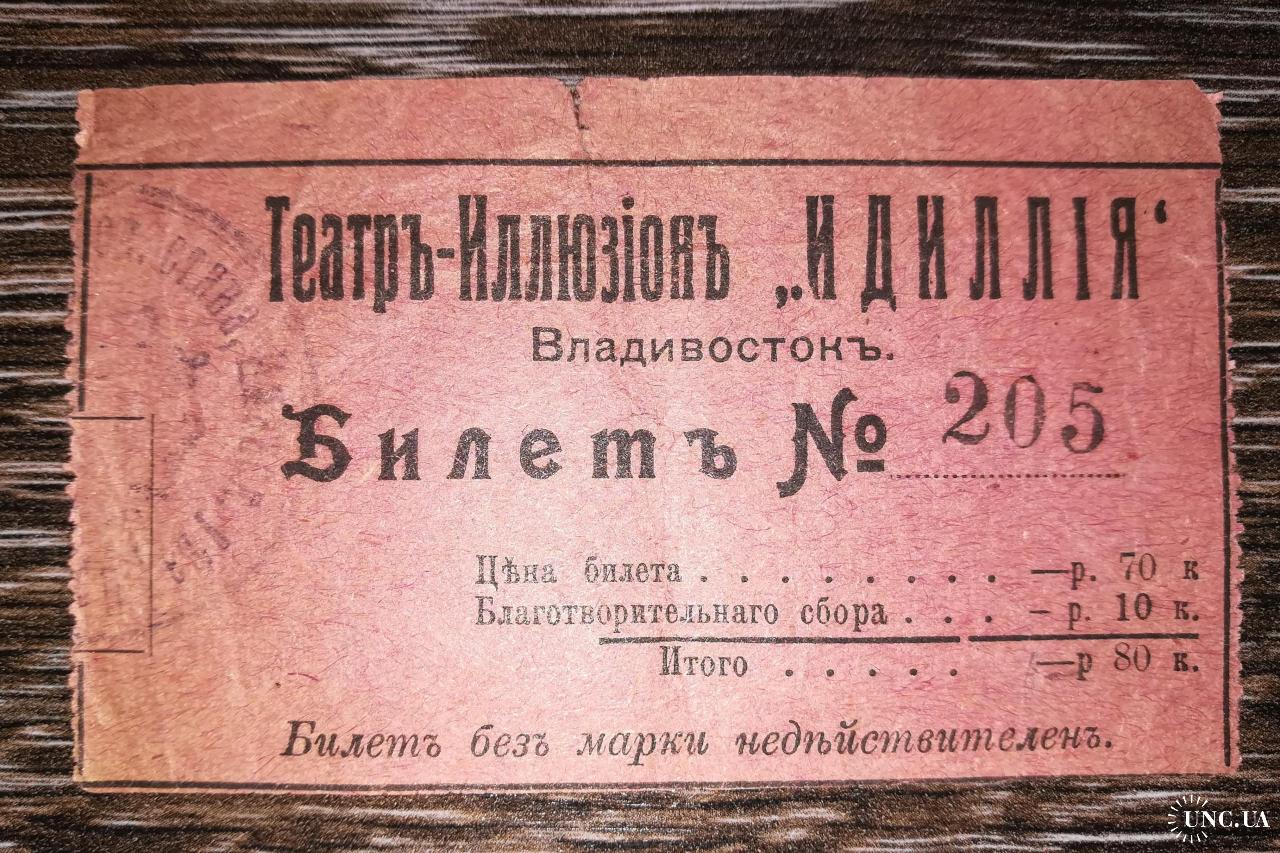 Театръ-Иллюзіонъ „ИДИЛЛІЯ‘
Владивостокъ.
Билетъ № 205
Цѣна билета . . . . . . . . . —р. 70 к
Благотворительнаго сбора . . . – р. 10 к.
Итого . . . . . —р 80 к.
Билетъ безъ марки недѣйствителенъ.
UNC.UA